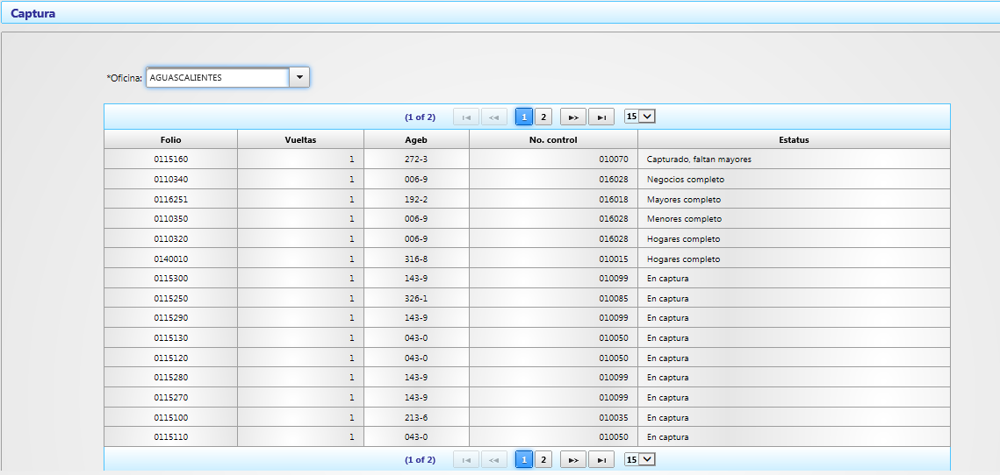 Captura
*Oficina: AGUASCALIENTES
(1 of 2) 1 2 15
Folio Vueltas Ageb No. control Estatus
0115160 1 272-3 010070 Capturado, faltan mayores
0110340 1 006-9 016028 Negocios completo
0116251 1 192-2 016018 Mayores completo
0110350 1 006-9 016028 Menores completo
0110320 1 006-9 016028 Hogares completo
0140010 1 316-8 010015 Hogares completo
0115300 1 143-9 010099 En captura
0115250 1 326-1 010085 En captura
0115290 1 143-9 010099 En captura
0115130 1 043-0 010050 En captura
0115120 1 043-0 010050 En captura
0115280 1 143-9 010099 En captura
0115270 1 143-9 010099 En captura
0115100 1 213-6 010035 En captura
0115110 1 043-0 010050 En captura
(1 of 2) 1 2 15